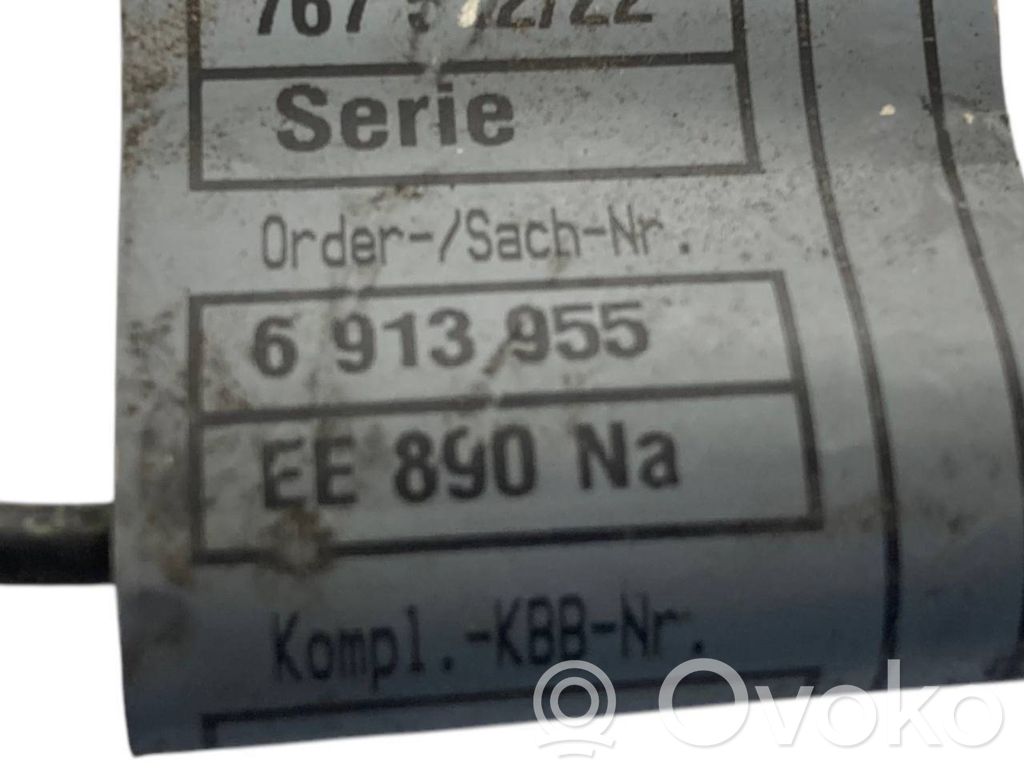 Serie
Order-/Sach-Nr.
6 913 955
EE 890 Na
Kompl.-KBB-Nr.
Ovoko